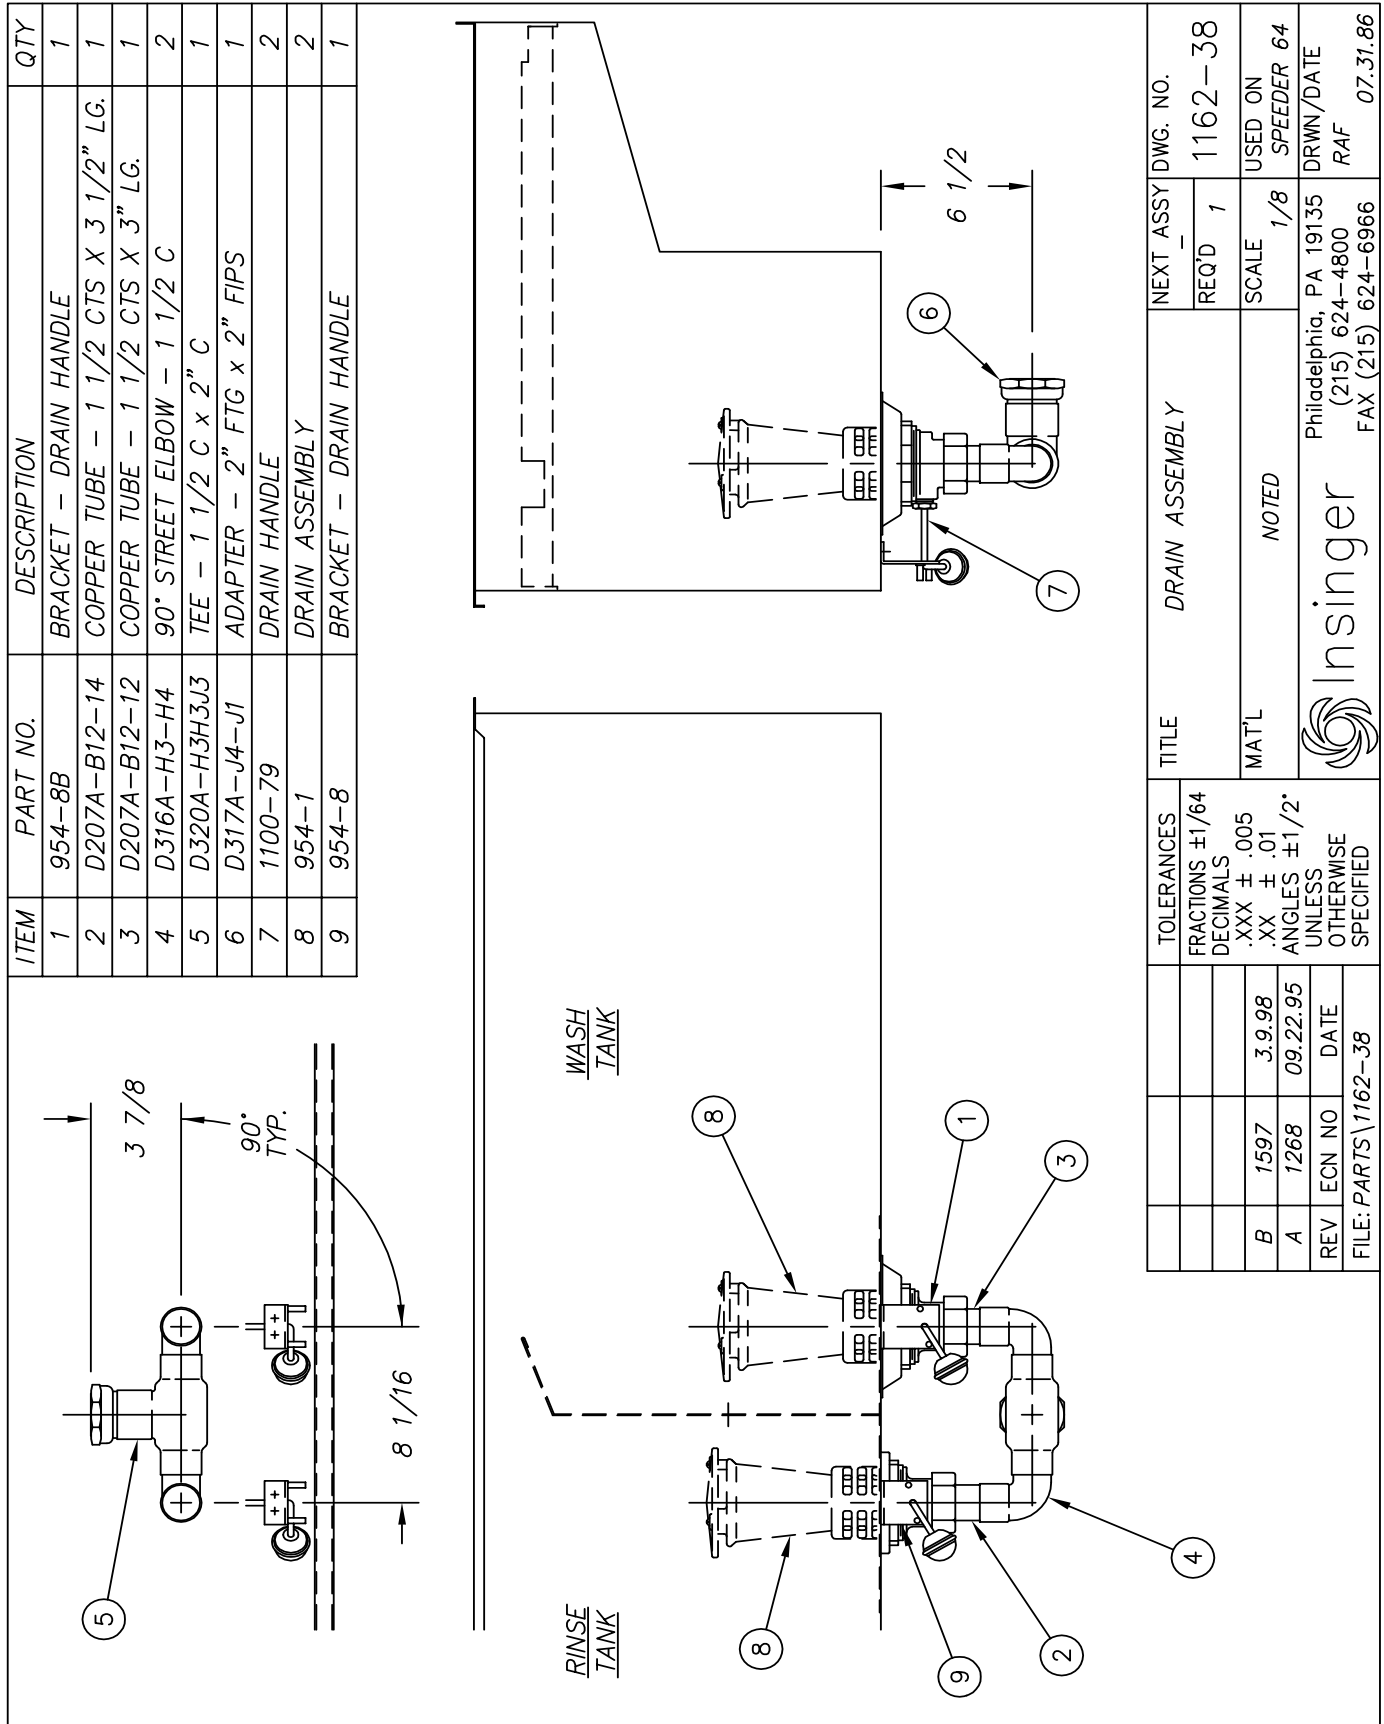 ITEM PART NO. DESCRIPTION QTY
1 954-8B BRACKET - DRAIN HANDLE 1
2 D207A-B12-14 COPPER TUBE - 1 1/2 CTS X 3 1/2" LG. 1
3 D207A-B12-12 COPPER TUBE - 1 1/2 CTS X 3" LG. 1
4 D316A-H3-H4 90° STREET ELBOW - 1 1/2 C 2
5 D320A-H3H3J3 TEE - 1 1/2 C x 2" C 1
6 D317A-J4-J1 ADAPTER - 2" FTG x 2" FIPS 1
7 1100-79 DRAIN HANDLE 2
8 954-1 DRAIN ASSEMBLY 2
9 954-8 BRACKET - DRAIN HANDLE 1
5
3 7/8
90°
TYP.
8 1/16
RINSE
TANK
WASH
TANK
8
8
1
3
9
2
4
6 1/2
6
7
B 1597 3.9.98
A 1268 09.22.95
REV ECN NO DATE
FILE: PARTS\1162-38
TOLERANCES
FRACTIONS ±1/64
DECIMALS
.XXX ± .005
.XX ± .01
ANGLES ±1/2°
UNLESS
OTHERWISE
SPECIFIED
TITLE
DRAIN ASSEMBLY
MAT'L
NOTED
Insinger
Philadelphia, PA 19135
(215) 624-4800
FAX (215) 624-6966
NEXT ASSY
-
REQ'D 1
SCALE
1/8
DWG. NO.
1162-38
USED ON
SPEEDER 64
DRWN/DATE
RAF 07.31.86